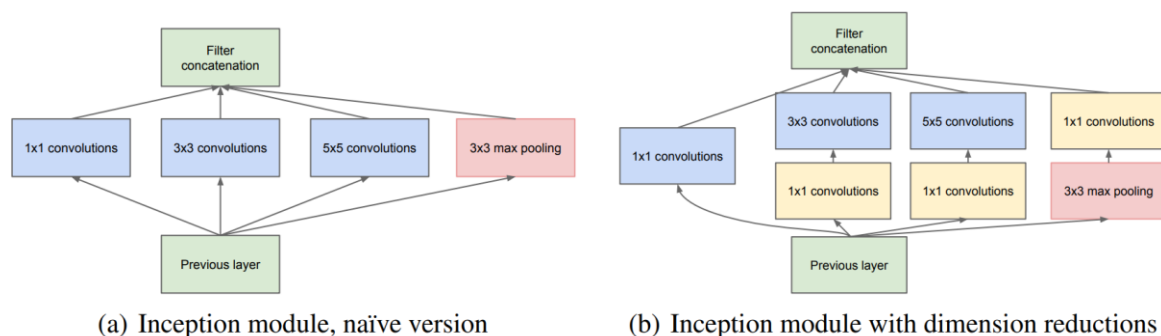 Filter
concatenation
1x1 convolutions
3x3 convolutions
5x5 convolutions
3x3 max pooling
Previous layer
(a) Inception module, naïve version
Filter
concatenation
3x3 convolutions
5x5 convolutions
1x1 convolutions
1x1 convolutions
1x1 convolutions
1x1 convolutions
3x3 max pooling
Previous layer
(b) Inception module with dimension reductions